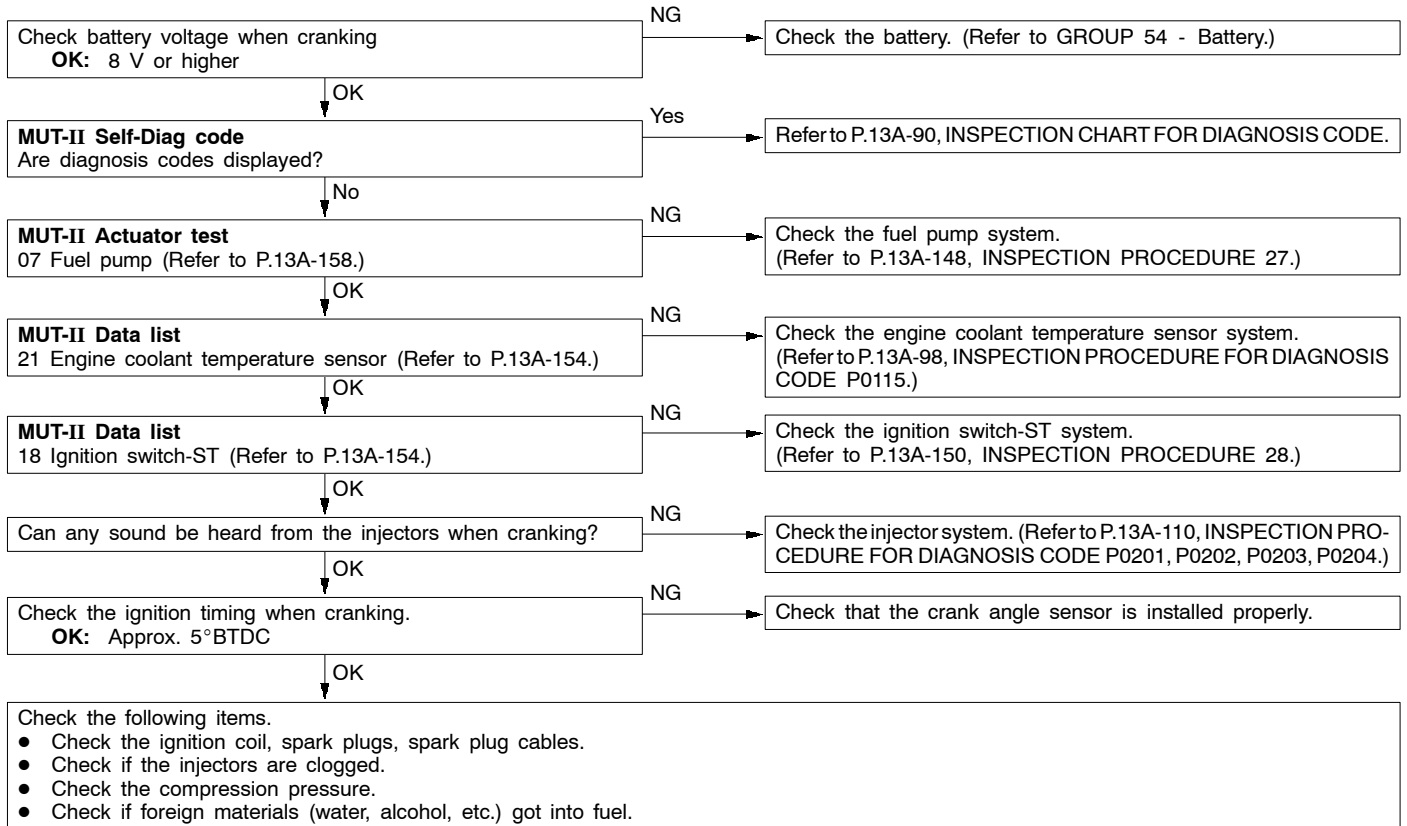 Check battery voltage when cranking
OK: 8 V or higher
NG
Check the battery. (Refer to GROUP 54 - Battery.)
OK
MUT-II Self-Diag code
Are diagnosis codes displayed?
Yes
Refer to P.13A-90, INSPECTION CHART FOR DIAGNOSIS CODE.
No
MUT-II Actuator test
07 Fuel pump (Refer to P.13A-158.)
NG
Check the fuel pump system.
(Refer to P.13A-148, INSPECTION PROCEDURE 27.)
OK
MUT-II Data list
21 Engine coolant temperature sensor (Refer to P.13A-154.)
NG
Check the engine coolant temperature sensor system.
(Refer to P.13A-98, INSPECTION PROCEDURE FOR DIAGNOSIS
CODE P0115.)
OK
MUT-II Data list
18 Ignition switch-ST (Refer to P.13A-154.)
NG
Check the ignition switch-ST system.
(Refer to P.13A-150, INSPECTION PROCEDURE 28.)
OK
Can any sound be heard from the injectors when cranking?
NG
Check the injector system. (Refer to P.13A-110, INSPECTION PRO-
CEDURE FOR DIAGNOSIS CODE P0201, P0202, P0203, P0204.)
OK
Check the ignition timing when cranking.
OK: Approx. 5°BTDC
NG
Check that the crank angle sensor is installed properly.
OK
Check the following items.
● Check the ignition coil, spark plugs, spark plug cables.
● Check if the injectors are clogged.
● Check the compression pressure.
● Check if foreign materials (water, alcohol, etc.) got into fuel.